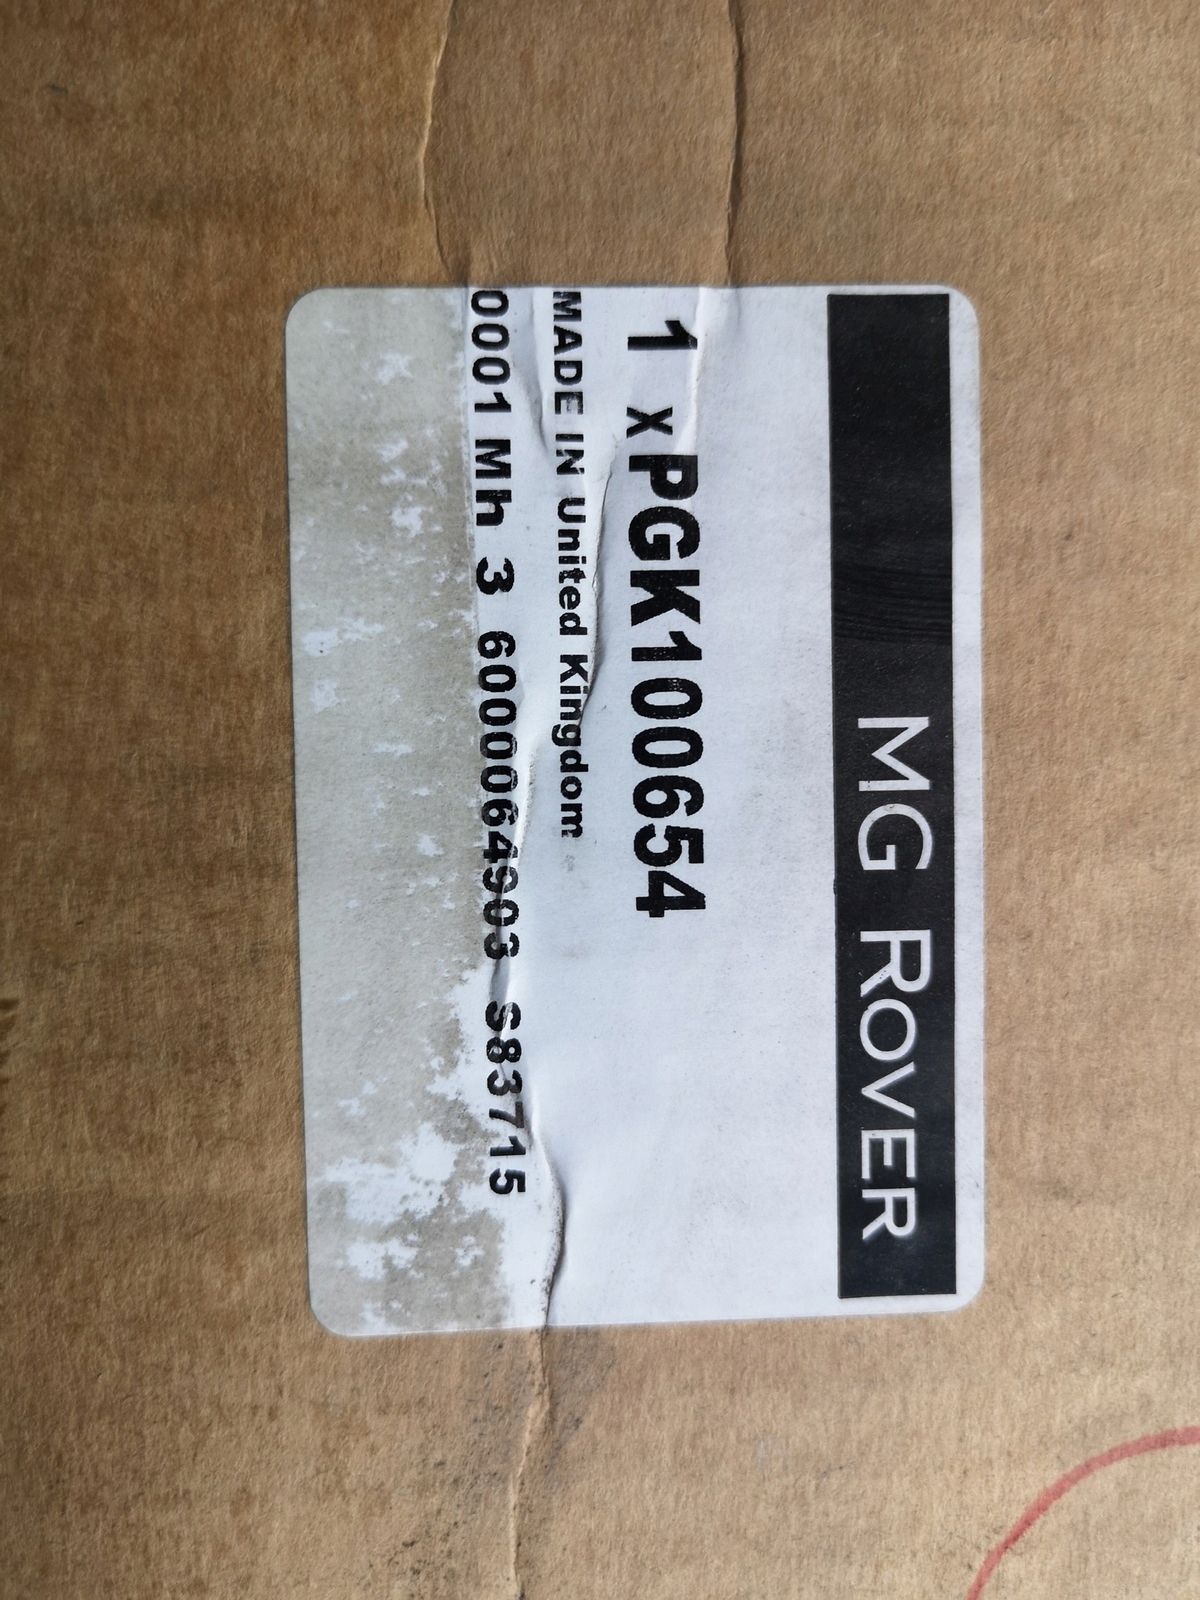 MG ROVER
1 x PGK100654
MADE IN United Kingdom
0001 Mh 3 6000064903 S83715